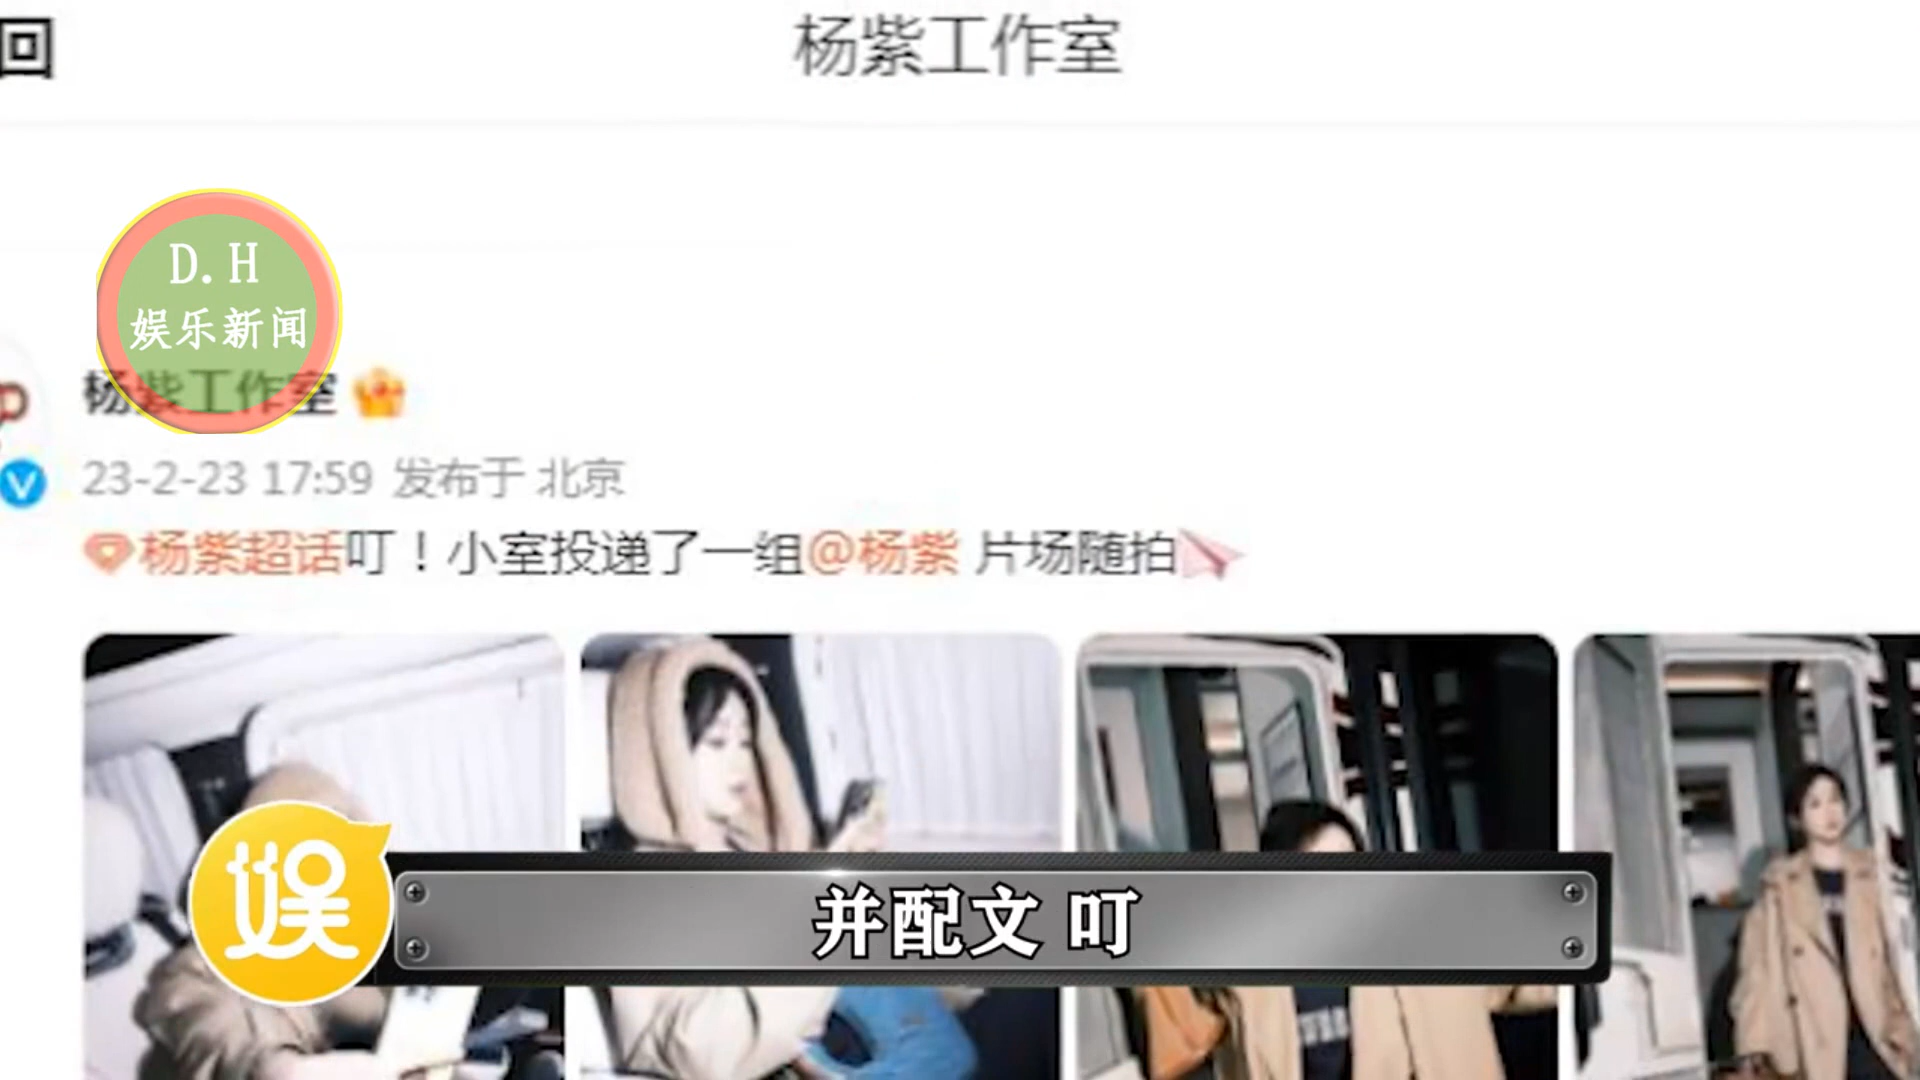 回
杨紫工作室
D.H
娱乐新闻
杨紫工作室
23-2-23 17:59 发布于 北京
杨紫超话叮！小室投递了一组@杨紫 片场随拍
娱
并配文 叮